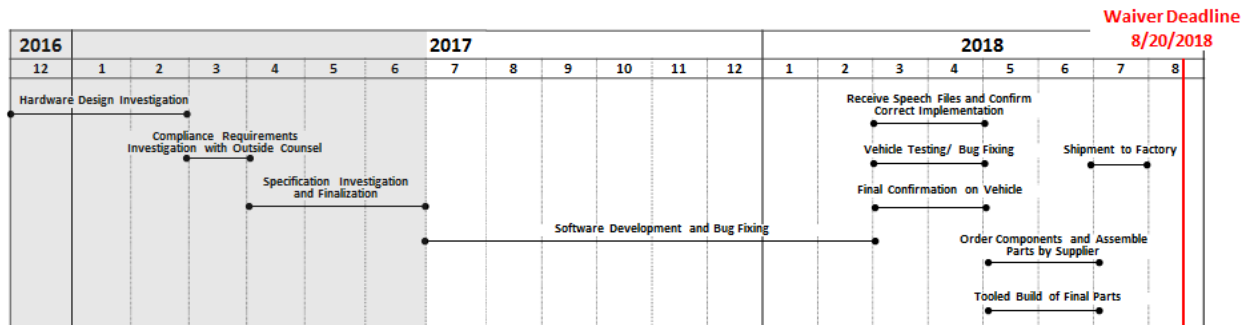 Waiver Deadline
8/20/2018
2016 2017 2018
12 1 2 3 4 5 6 7 8 9 10 11 12 1 2 3 4 5 6 7 8
Hardware Design Investigation
Compliance Requirements
Investigation with Outside Counsel
Specification Investigation
and Finalization
Software Development and Bug Fixing
Receive Speech Files and Confirm
Correct Implementation
Vehicle Testing/ Bug Fixing
Shipment to Factory
Final Confirmation on Vehicle
Order Components and Assemble
Parts by Supplier
Tooled Build of Final Parts